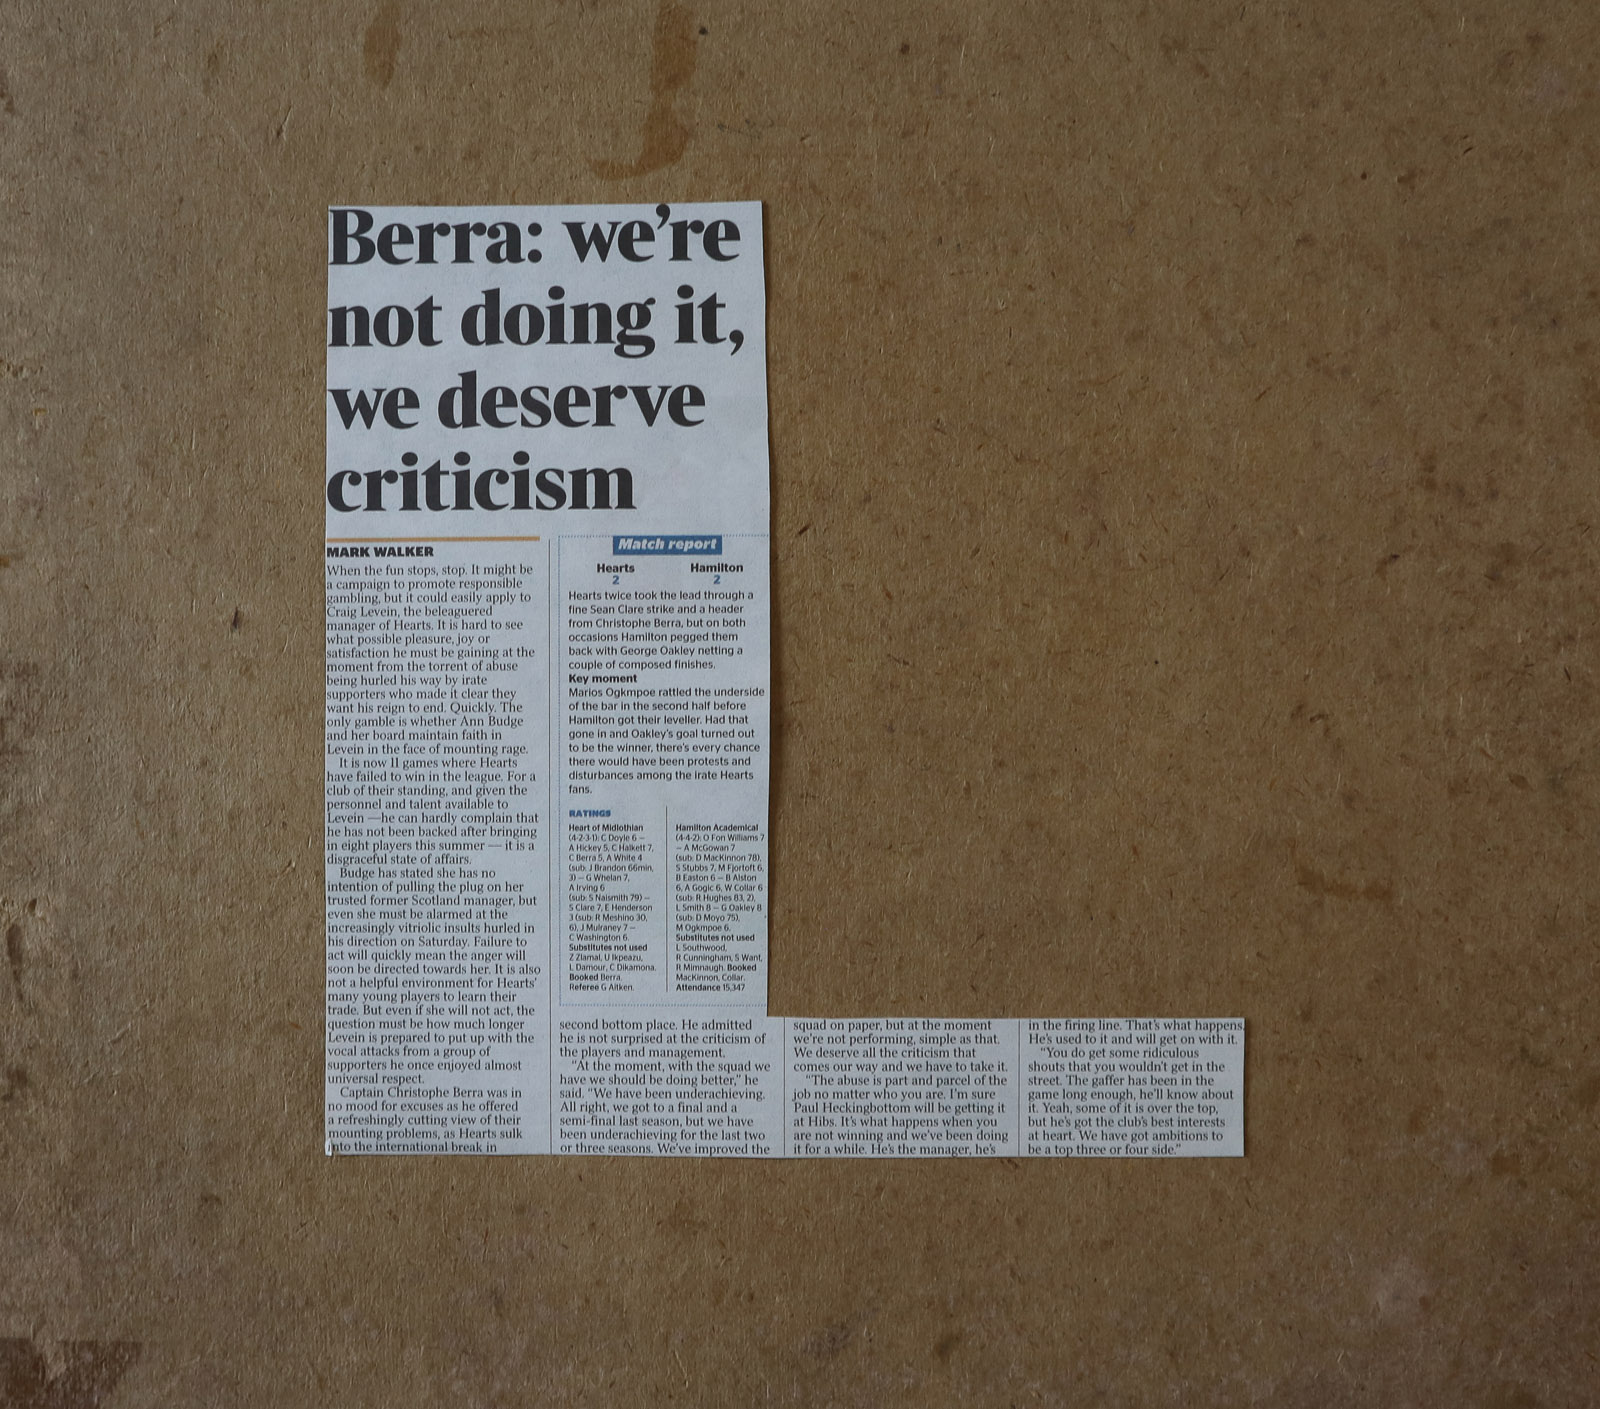 Berra: we're
not doing it,
we deserve
criticism
MARK WALKER
When the fun stops, stop. It might be
a campaign to promote responsible
gambling, but it could easily apply to
Craig Levein, the beleaguered
manager of Hearts. It is hard to see
what possible pleasure, joy or
satisfaction he must be gaining at the
moment from the torrent of abuse
being hurled his way by irate
supporters who made it clear they
want his reign to end. Quickly. The
only gamble is whether Ann Budge
and her board maintain faith in
Levein in the face of mounting rage.
It is now 11 games where Hearts
have failed to win in the league. For a
club of their standing, and given the
personnel and talent available to
Levein —he can hardly complain that
he has not been backed after bringing
in eight players this summer — it is a
disgraceful state of affairs.
Budge has stated she has no
intention of pulling the plug on her
trusted former Scotland manager, but
even she must be alarmed at the
increasingly vitriolic insults hurled in
his direction on Saturday. Failure to
act will quickly mean the anger will
soon be directed towards her. It is also
not a helpful environment for Hearts'
many young players to learn their
trade. But even if she will not act, the
question must be how much longer
Levein is prepared to put up with the
vocal attacks from a group of
supporters he once enjoyed almost
universal respect.
Captain Christophe Berra was in
no mood for excuses as he offered
a refreshingly cutting view of their
mounting problems, as Hearts sulk
into the international break in
Match report
Hearts Hamilton
2 2
Hearts twice took the lead through a
fine Sean Clare strike and a header
from Christophe Berra, but on both
occasions Hamilton pegged them
back with George Oakley netting a
couple of composed finishes.
Key moment
Marios Ogkmpoe rattled the underside
of the bar in the second half before
Hamilton got their leveller. Had that
gone in and Oakley's goal turned out
to be the winner, there's every chance
there would have been protests and
disturbances among the irate Hearts
fans.
RATINGS
Heart of Midlothian
(4-2-3-1): C Doyle 6 —
A Hickey 5, C Halkett 7,
C Berra 5, A White 4
(sub: J Brandon 66min,
3) — G Whelan 7,
A Irving 6
(sub: S Naismith 79) —
S Clare 7, E Henderson
3 (sub: R Meshino 30,
6), J Mulraney 7 —
C Washington 6.
Substitutes not used
Z Zlamal, U Ikpeazu,
L Damour, C Dikamona.
Booked Berra.
Referee G Aitken.
Hamilton Academical
(4-4-2): O Fon Williams 7
— A McGowan 7
(sub: D MacKinnon 78),
S Stubbs 7, M Fjortoft 6,
B Easton 6 — B Alston
6, A Gogic 6, W Collar 6
(sub: R Hughes 83, 2),
L Smith 8 — G Oakley 8
(sub: D Moyo 75),
M Ogkmpoe 6.
Substitutes not used
L Southwood,
R Cunningham, S Want,
R Mimnaugh. Booked
MacKinnon, Collar.
Attendance 15,347
second bottom place. He admitted
he is not surprised at the criticism of
the players and management.
"At the moment, with the squad we
have we should be doing better," he
said. "We have been underachieving.
All right, we got to a final and a
semi-final last season, but we have
been underachieving for the last two
or three seasons. We've improved the
squad on paper, but at the moment
we're not performing, simple as that.
We deserve all the criticism that
comes our way and we have to take it.
"The abuse is part and parcel of the
job no matter who you are. I'm sure
Paul Heckingbottom will be getting it
at Hibs. It's what happens when you
are not winning and we've been doing
it for a while. He's the manager, he's
in the firing line. That's what happens.
He's used to it and will get on with it.
"You do get some ridiculous
shouts that you wouldn't get in the
street. The gaffer has been in the
game long enough, he'll know about
it. Yeah, some of it is over the top,
but he's got the club's best interests
at heart. We have got ambitions to
be a top three or four side."